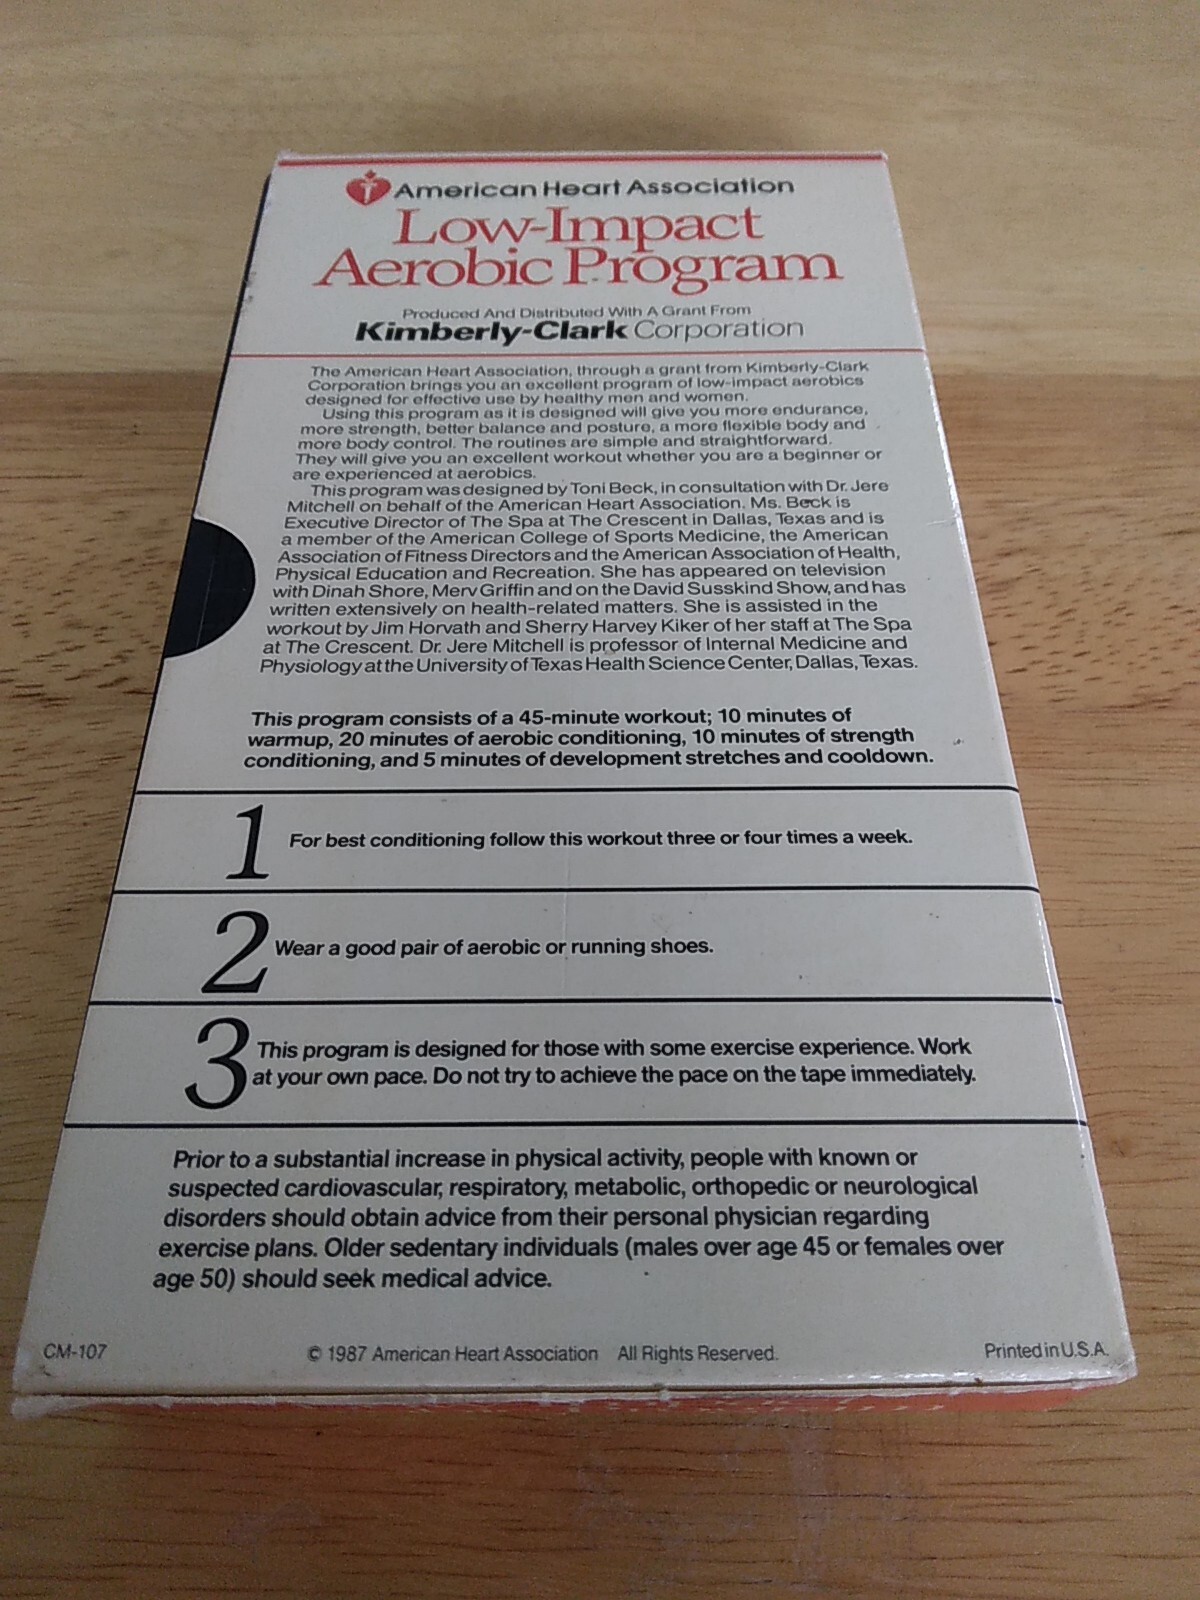 American Heart Association
Low-Impact
Aerobic Program
Produced And Distributed With A Grant From
Kimberly-Clark Corporation
The American Heart Association, through a grant from Kimberly-Clark
Corporation brings you an excellent program of low-impact aerobics
designed for effective use by healthy men and women.
Using this program as it is designed will give you more endurance,
more strength, better balance and posture, a more flexible body and
more body control. The routines are simple and straightforward.
They will give you an excellent workout whether you are a beginner or
are experienced at aerobics.
This program was designed by Toni Beck, in consultation with Dr. Jere
Mitchell on behalf of the American Heart Association. Ms. Beck is
Executive Director of The Spa at The Crescent in Dallas, Texas and is
a member of the American College of Sports Medicine, the American
Association of Fitness Directors and the American Association of Health,
Physical Education and Recreation. She has appeared on television
with Dinah Shore, Merv Griffin and on the David Susskind Show, and has
written extensively on health-related matters. She is assisted in the
workout by Jim Horvath and Sherry Harvey Kiker of her staff at The Spa
at The Crescent. Dr. Jere Mitchell is professor of Internal Medicine and
Physiology at the University of Texas Health Science Center, Dallas, Texas.
This program consists of a 45-minute workout; 10 minutes of
warmup, 20 minutes of aerobic conditioning, 10 minutes of strength
conditioning, and 5 minutes of development stretches and cooldown.
1 For best conditioning follow this workout three or four times a week.
2 Wear a good pair of aerobic or running shoes.
3 This program is designed for those with some exercise experience. Work
at your own pace. Do not try to achieve the pace on the tape immediately.
Prior to a substantial increase in physical activity, people with known or
suspected cardiovascular, respiratory, metabolic, orthopedic or neurological
disorders should obtain advice from their personal physician regarding
exercise plans. Older sedentary individuals (males over age 45 or females over
age 50) should seek medical advice.
CM-107 © 1987 American Heart Association All Rights Reserved. Printed in U.S.A.